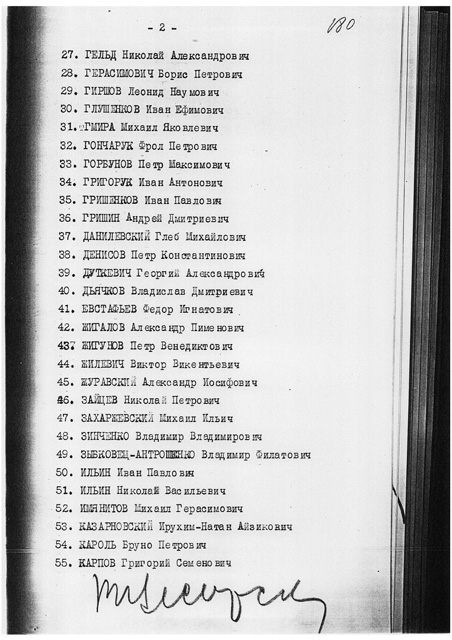 - 2 -
180
27. ГЕЛЬД Николай Александрович
28. ГЕРАСИМОВИЧ Борис Петрович
29. ГИРШОВ Леонид Наумович
30. ГЛУШЕНКОВ Иван Ефимович
31. ГМИРА Михаил Яковлевич
32. ГОНЧАРУК Фрол Петрович
33. ГОРБУНОВ Петр Максимович
34. ГРИГОРУК Иван Антонович
35. ГРИШЕНКОВ Иван Павлович
36. ГРИШИН Андрей Дмитриевич
37. ДАНИЛЕВСКИЙ Глеб Михайлович
38. ДЕНИСОВ Петр Константинович
39. ДУТКЕВИЧ Георгий Александрович
40. ДЬЯЧКОВ Владислав Дмитриевич
41. ЕВСТАФЬЕВ Федор Игнатович
42. ЖИГАЛОВ Александр Пименович
43. ЖИГУНОВ Петр Венедиктович
44. ЖИЛЕВИЧ Виктор Викентьевич
45. ЖУРАВСКИЙ Александр Иосифович
46. ЗАЙЦЕВ Николай Петрович
47. ЗАХАРЖЕВСКИЙ Михаил Ильич
48. ЗИНЧЕНКО Владимир Владимирович
49. ЗЫБКОВЕЦ-АНТРОШЕНКО Владимир Филатович
50. ИЛЬИН Иван Павлович
51. ИЛЬИН Николай Васильевич
52. ИМЯНИТОВ Михаил Герасимович
53. КАЗАРНОВСКИЙ Ирухим-Натан Айзикович
54. КАРОЛЬ Бруно Петрович
55. КАРПОВ Григорий Семенович